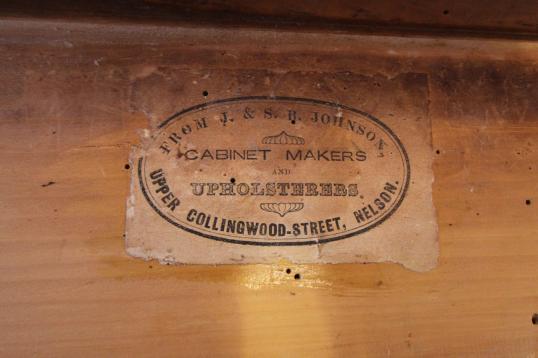 FROM J. & S. B. JOHNSON,
CABINET MAKERS
AND
UPHOLSTERERS.
UPPER COLLINGWOOD-STREET, NELSON.